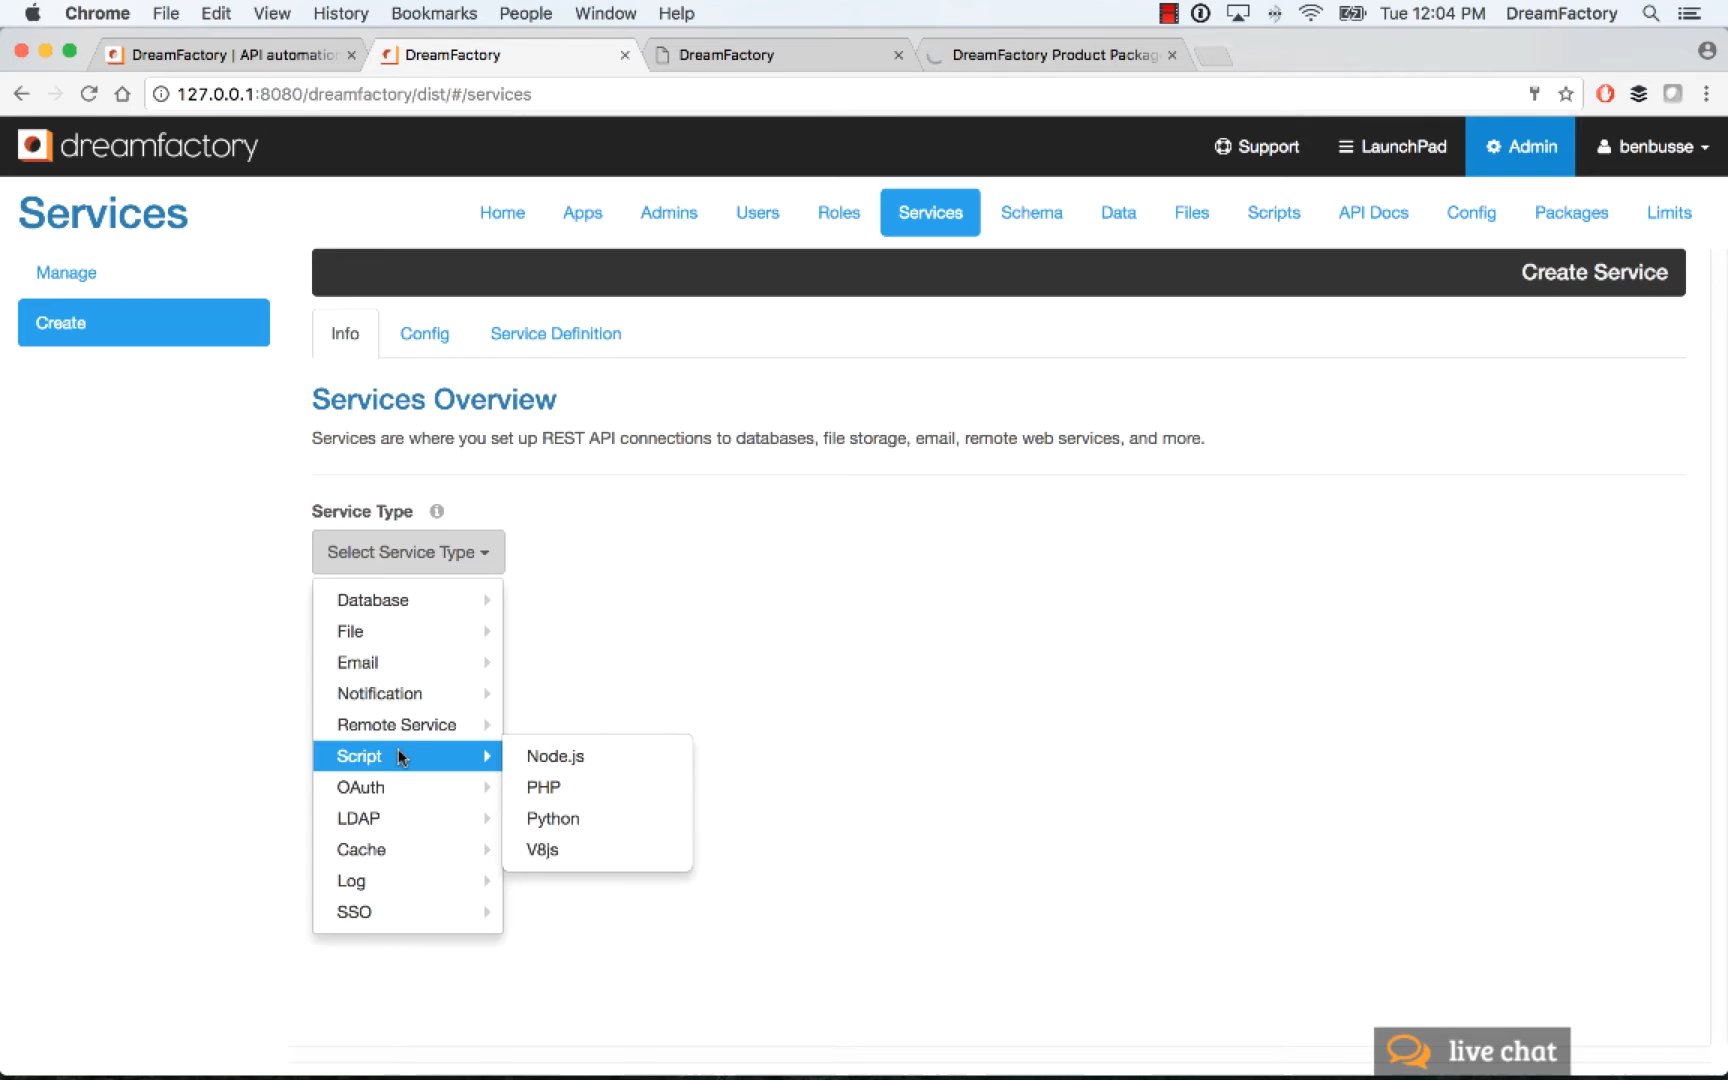 Chrome File Edit View History Bookmarks People Window Help Tue 12:04 PM DreamFactory
DreamFactory | API automation DreamFactory DreamFactory DreamFactory Product Packag
127.0.0.1:8080/dreamfactory/dist/#/services
dreamfactory Support LaunchPad Admin benbusse
Services Home Apps Admins Users Roles Services Schema Data Files Scripts API Docs Config Packages Limits
Manage
Create
Create Service
Info Config Service Definition
Services Overview
Services are where you set up REST API connections to databases, file storage, email, remote web services, and more.
Service Type
Select Service Type
Database
File
Email
Notification
Remote Service
Script
OAuth
LDAP
Cache
Log
SSO
Node.js
PHP
Python
V8js
live chat